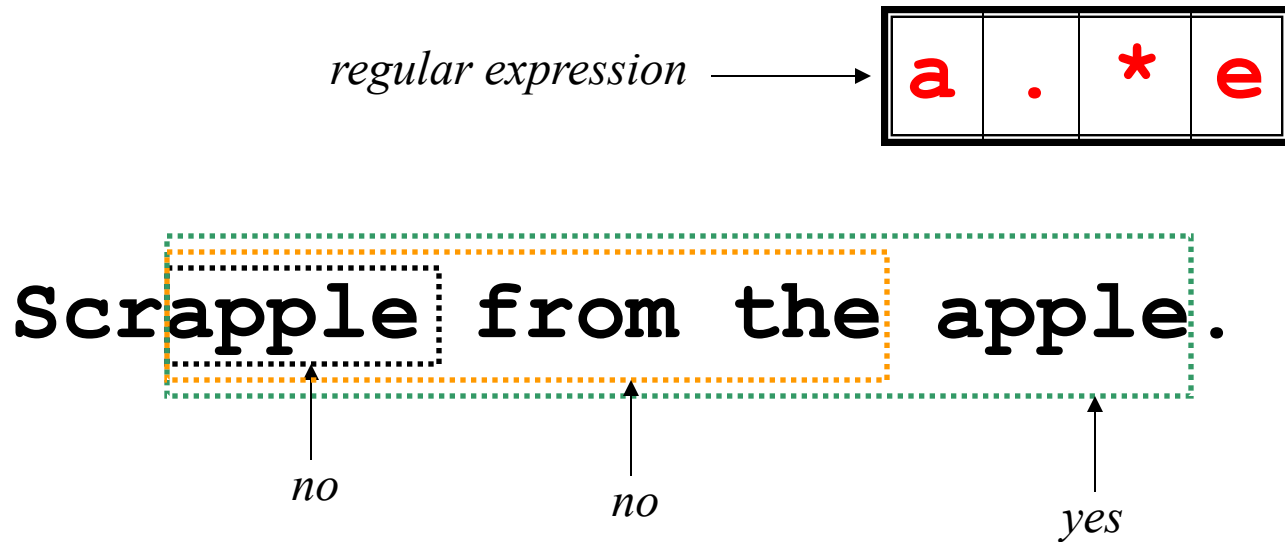 regular expression a . * e
Scrapple from the apple.
no no yes